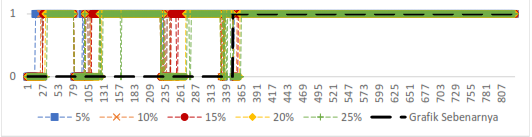 1
0
1 27 53 79 105 131 157 183 209 235 261 287 313 339 365 391 417 443 469 495 521 547 573 599 625 651 677 703 729 755 781 807
5% 10% 15% 20% 25% Grafik Sebenarnya